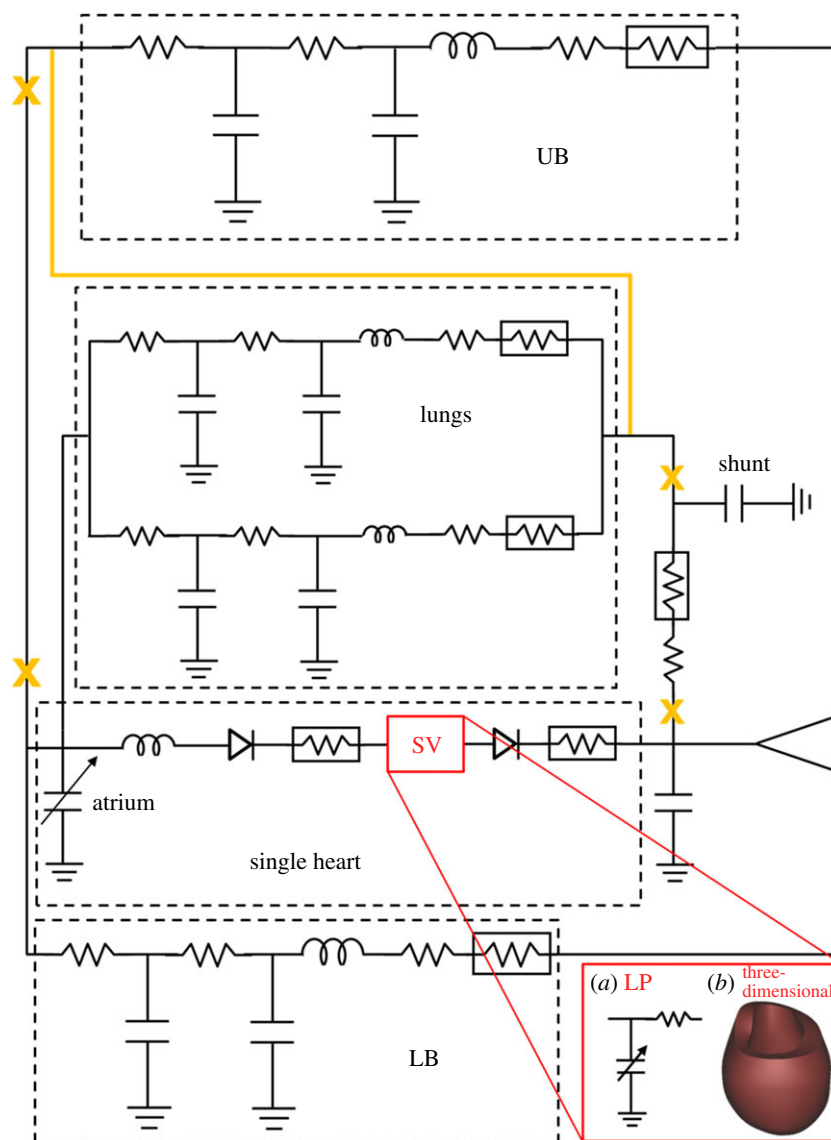 UB
lungs
shunt
SV
atrium
single heart
(a) LP
(b) three-
dimensional
LB